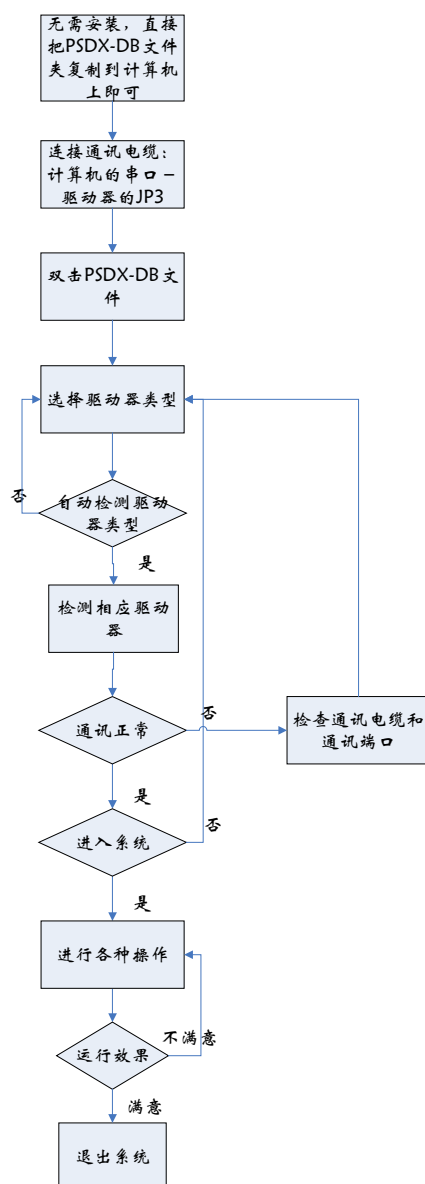 无需安装，直接
把PSDX-DB文件
夹复制到计算机
上即可
连接通讯电缆：
计算机的串口－
驱动器的JP3
双击PSDX-DB文
件
选择驱动器类型
否
自动检测驱动
器类型
是
检测相应驱动
器
通讯正常
否
检查通讯电缆和
通讯端口
是
进入系统
否
是
进行各种操作
不满意
运行效果
满意
退出系统